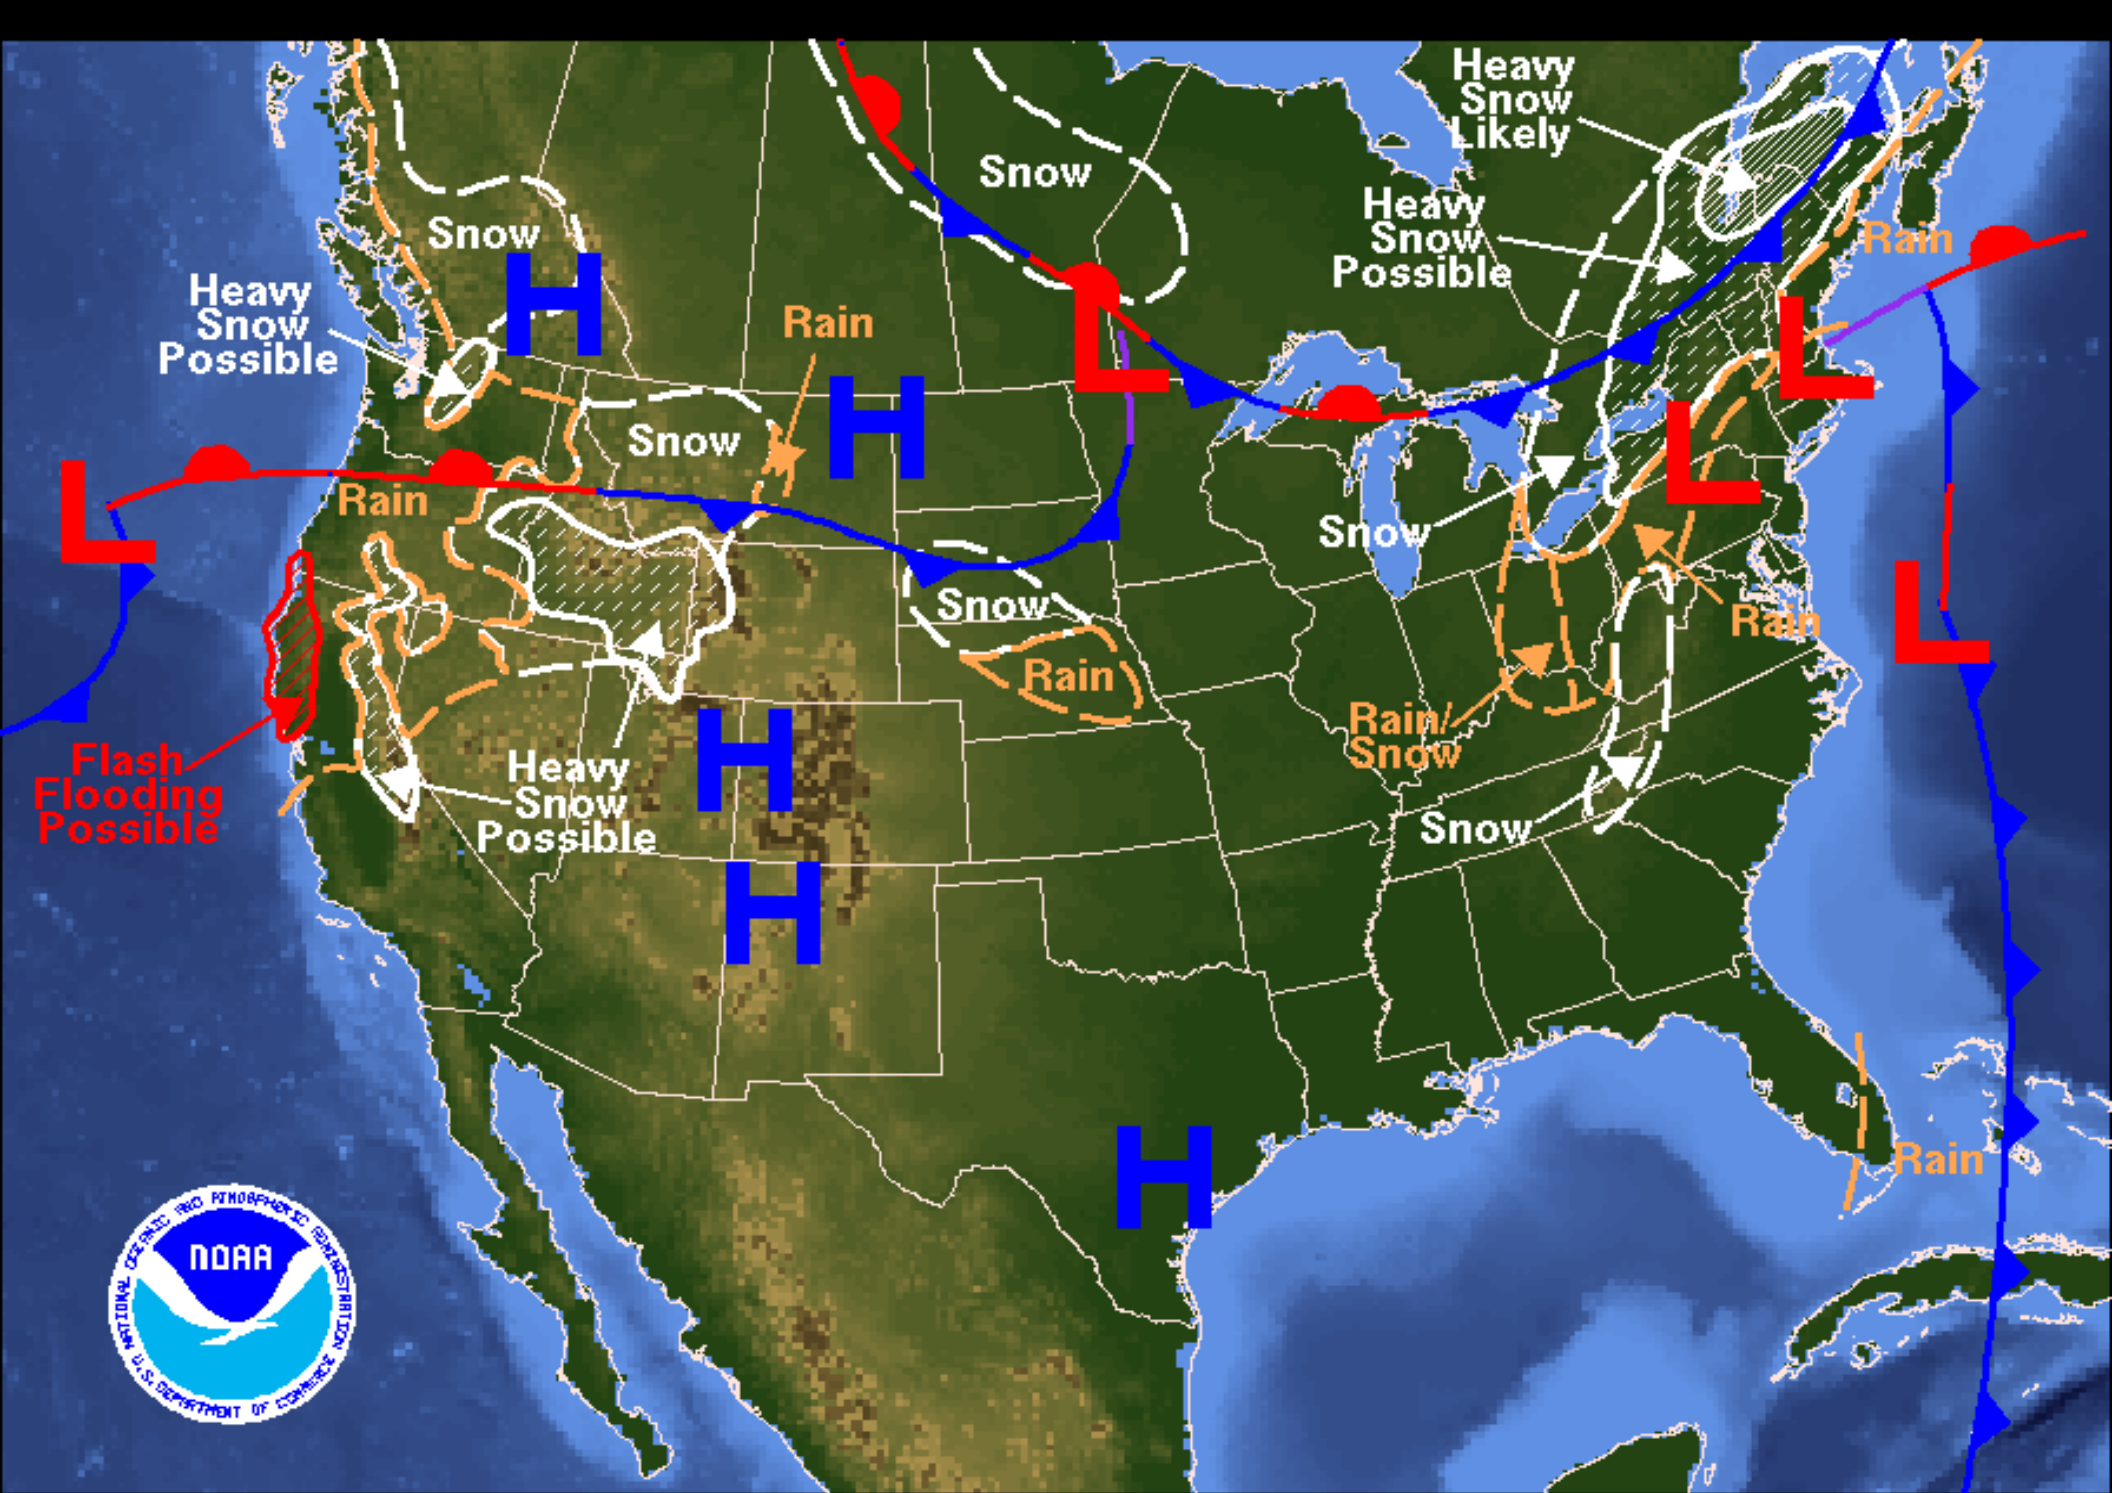 Heavy
Snow
Likely
Snow
Heavy
Snow
Possible
Snow
Rain
Heavy
Snow
Possible
H
Rain
L
L
H
Snow
L
L
Rain
Snow
L
Snow
Rain
Rain
Rain/
Snow
H
Flash
Flooding
Possible
Heavy
Snow
Possible
Snow
H
H
Rain
NOAA
NATIONAL OCEANIC AND ATMOSPHERIC ADMINISTRATION
U.S. DEPARTMENT OF COMMERCE